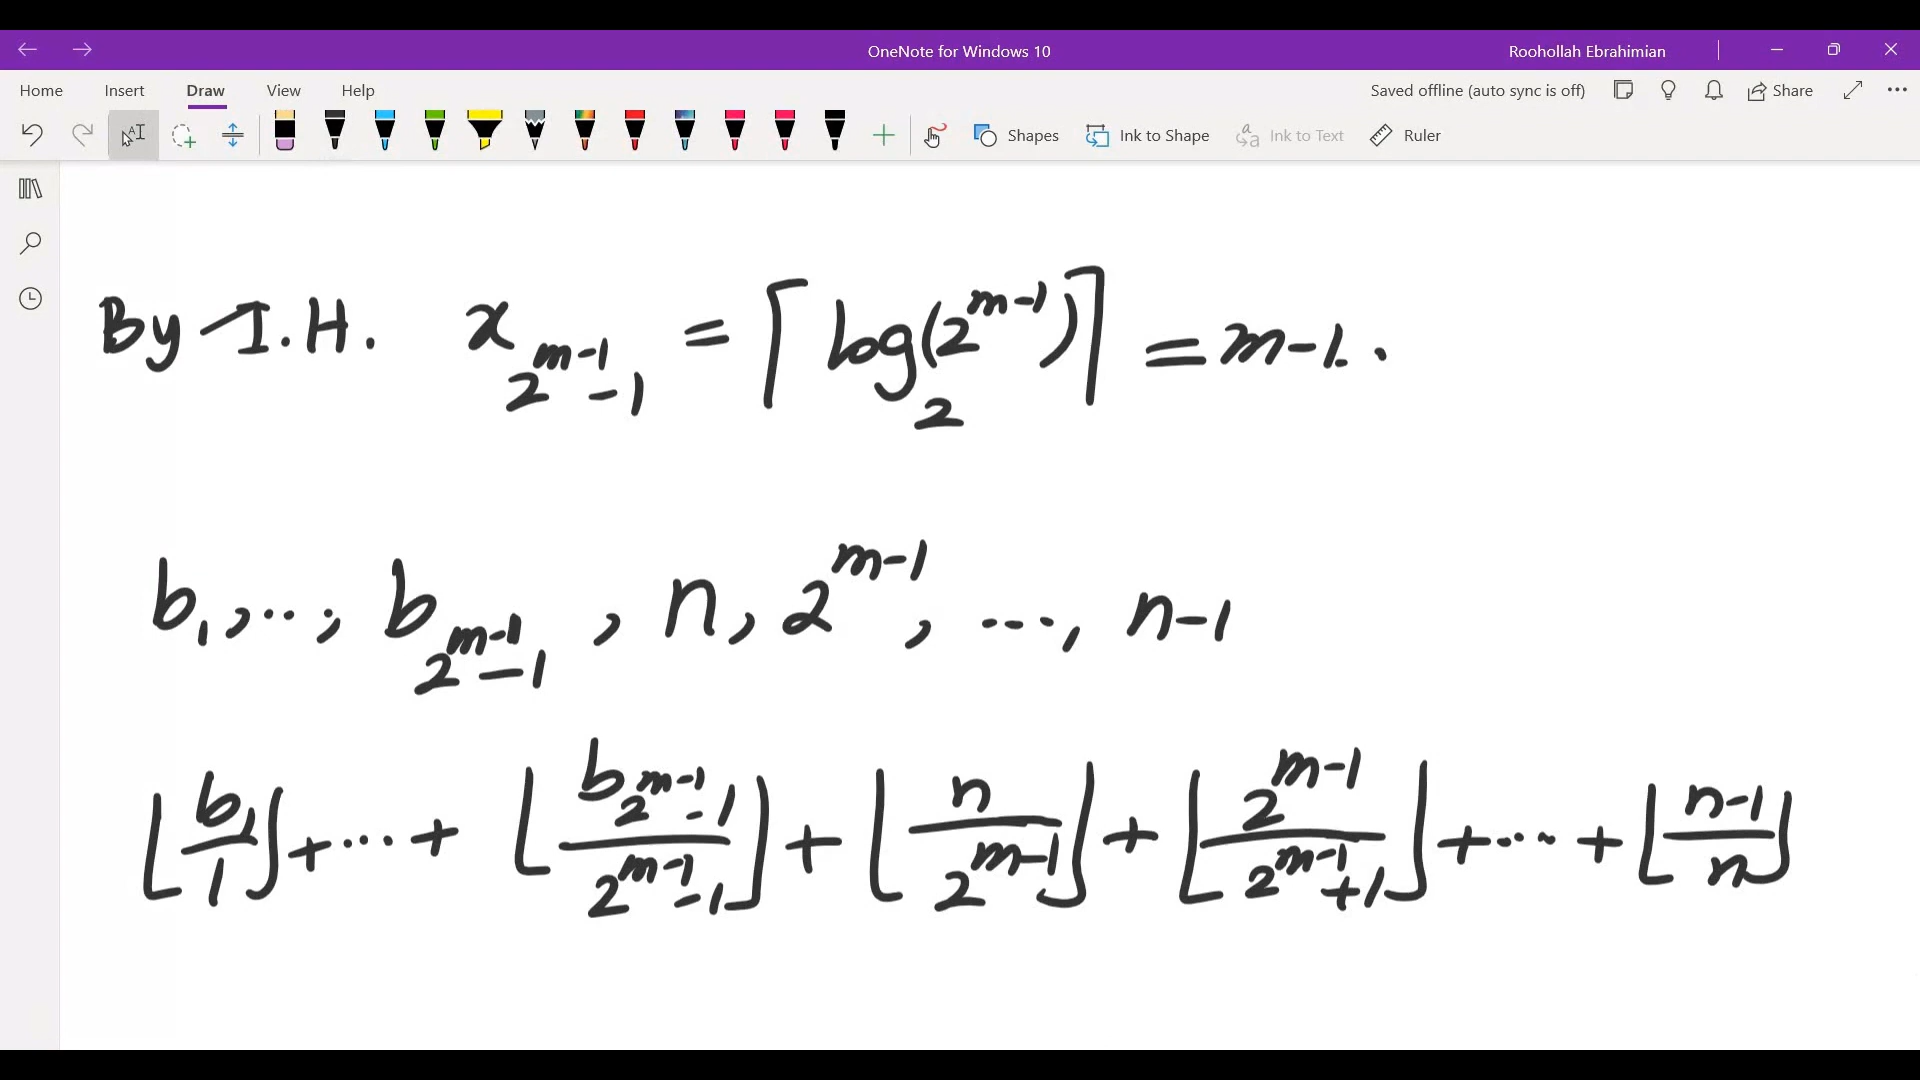 OneNote for Windows 10
Roohollah Ebrahimian
Home Insert Draw View Help
Saved offline (auto sync is off) Share
Shapes Ink to Shape Ink to Text Ruler
By I.H. x_{2^{m-1}-1} = ⌈log_2(2^{m-1})⌉ = m-1.
b_1, ..., b_{2^{m-1}-1}, n, 2^{m-1}, ..., n-1
⌊b_1/1⌋ + ... + ⌊b_{2^{m-1}-1}/(2^{m-1}-1)⌋ + ⌊n/2^{m-1}⌋ + ⌊2^{m-1}/(2^{m-1}+1)⌋ + ... + ⌊(n-1)/n⌋